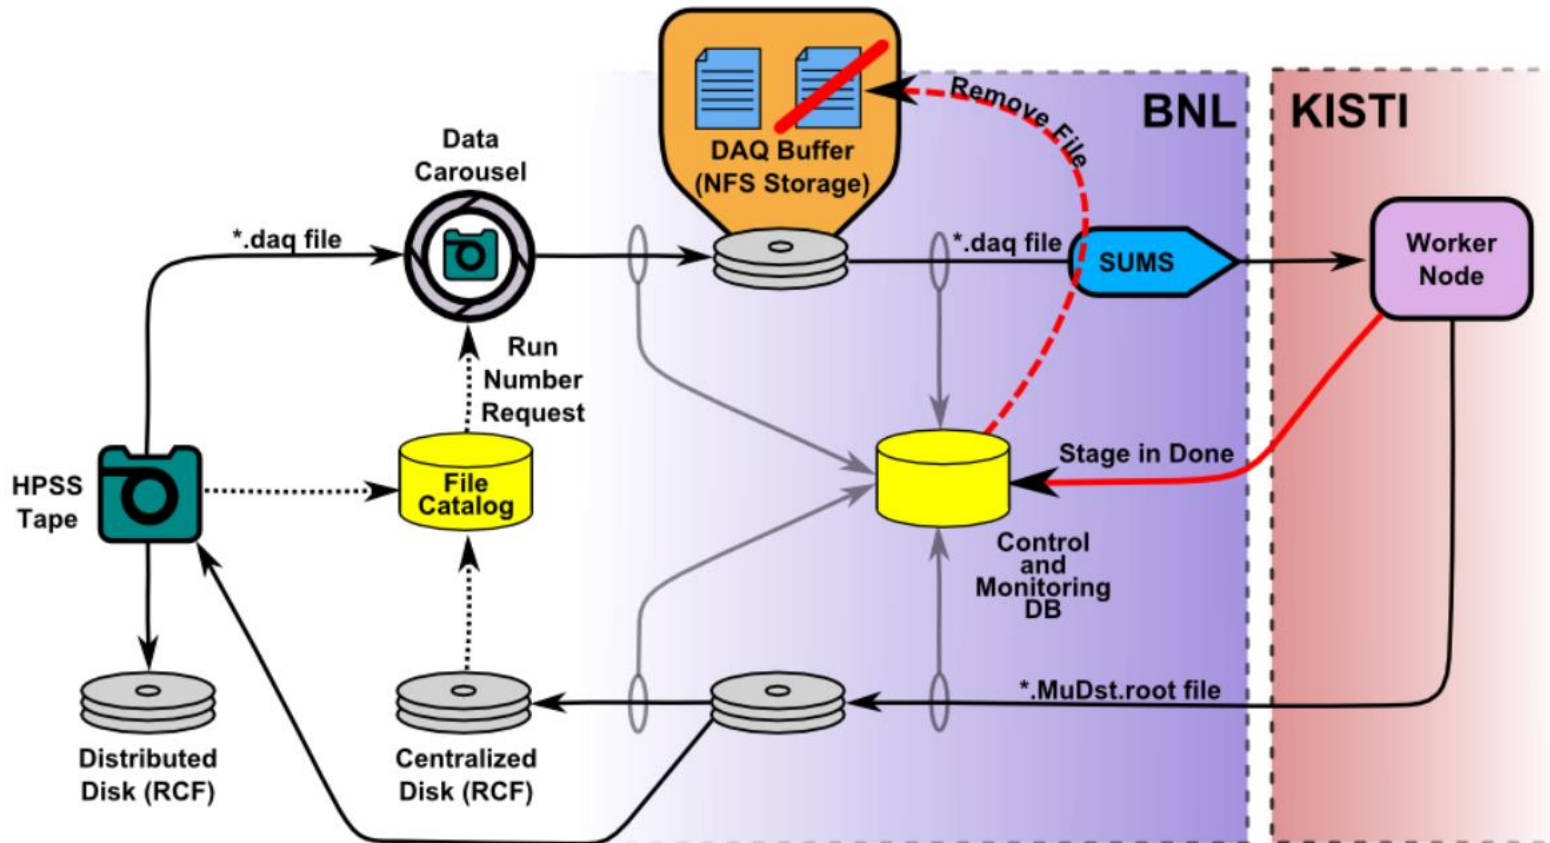 Remove File
BNL
KISTI
Data
Carousel
DAQ Buffer
(NFS Storage)
*.daq file
*.daq file
SUMS
Worker
Node
Run
Number
Request
HPSS
Tape
File
Catalog
Stage in Done
Control
and
Monitoring
DB
*.MuDst.root file
Distributed
Disk (RCF)
Centralized
Disk (RCF)